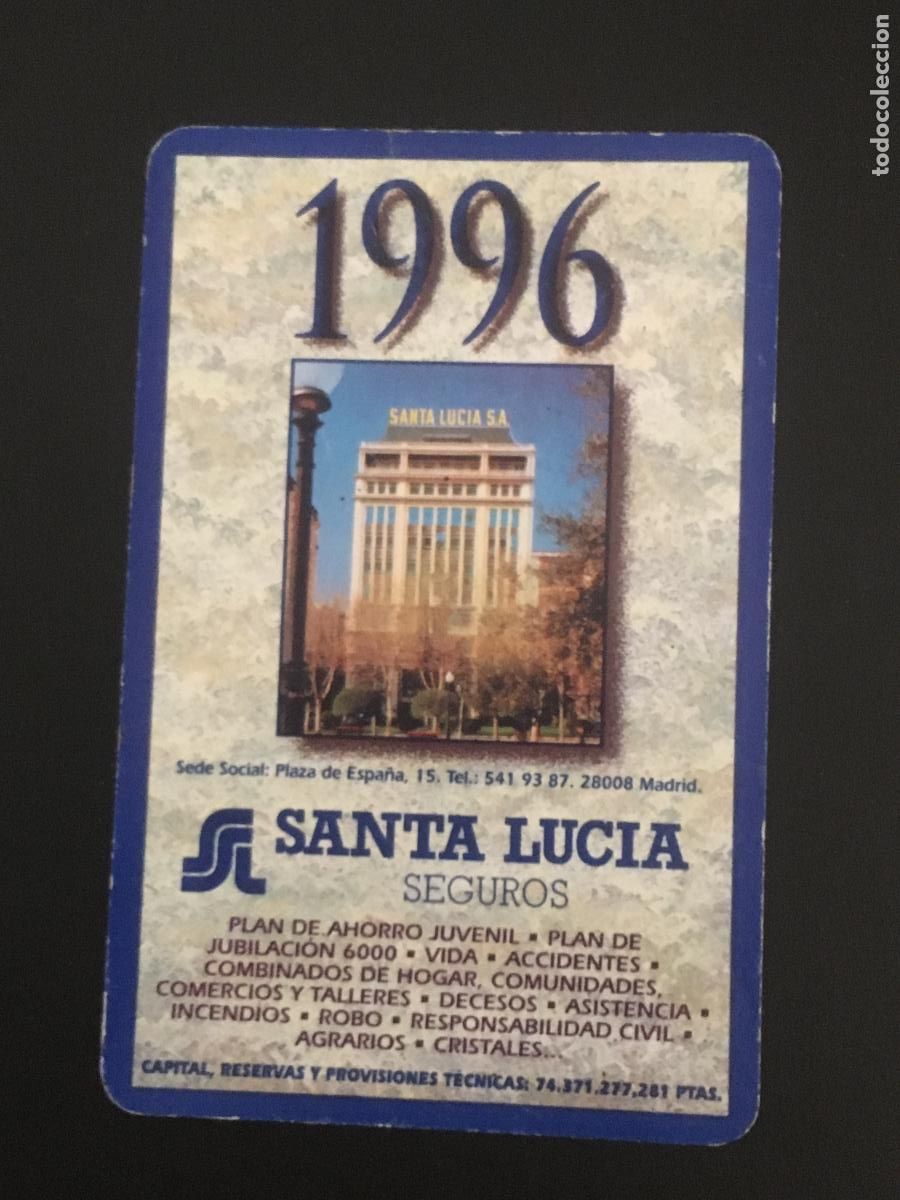 todocoleccion
1996
SANTA LUCIA S.A.
Sede Social: Plaza de España, 15. Tel.: 541 93 87. 28008 Madrid.
SANTA LUCIA
SEGUROS
PLAN DE AHORRO JUVENIL ▪ PLAN DE
JUBILACIÓN 6000 ▪ VIDA ▪ ACCIDENTES ▪
COMBINADOS DE HOGAR, COMUNIDADES,
COMERCIOS Y TALLERES ▪ DECESOS ▪ ASISTENCIA ▪
INCENDIOS ▪ ROBO ▪ RESPONSABILIDAD CIVIL ▪
AGRARIOS ▪ CRISTALES...
CAPITAL, RESERVAS Y PROVISIONES TÉCNICAS: 74.371.277,281 PTAS.